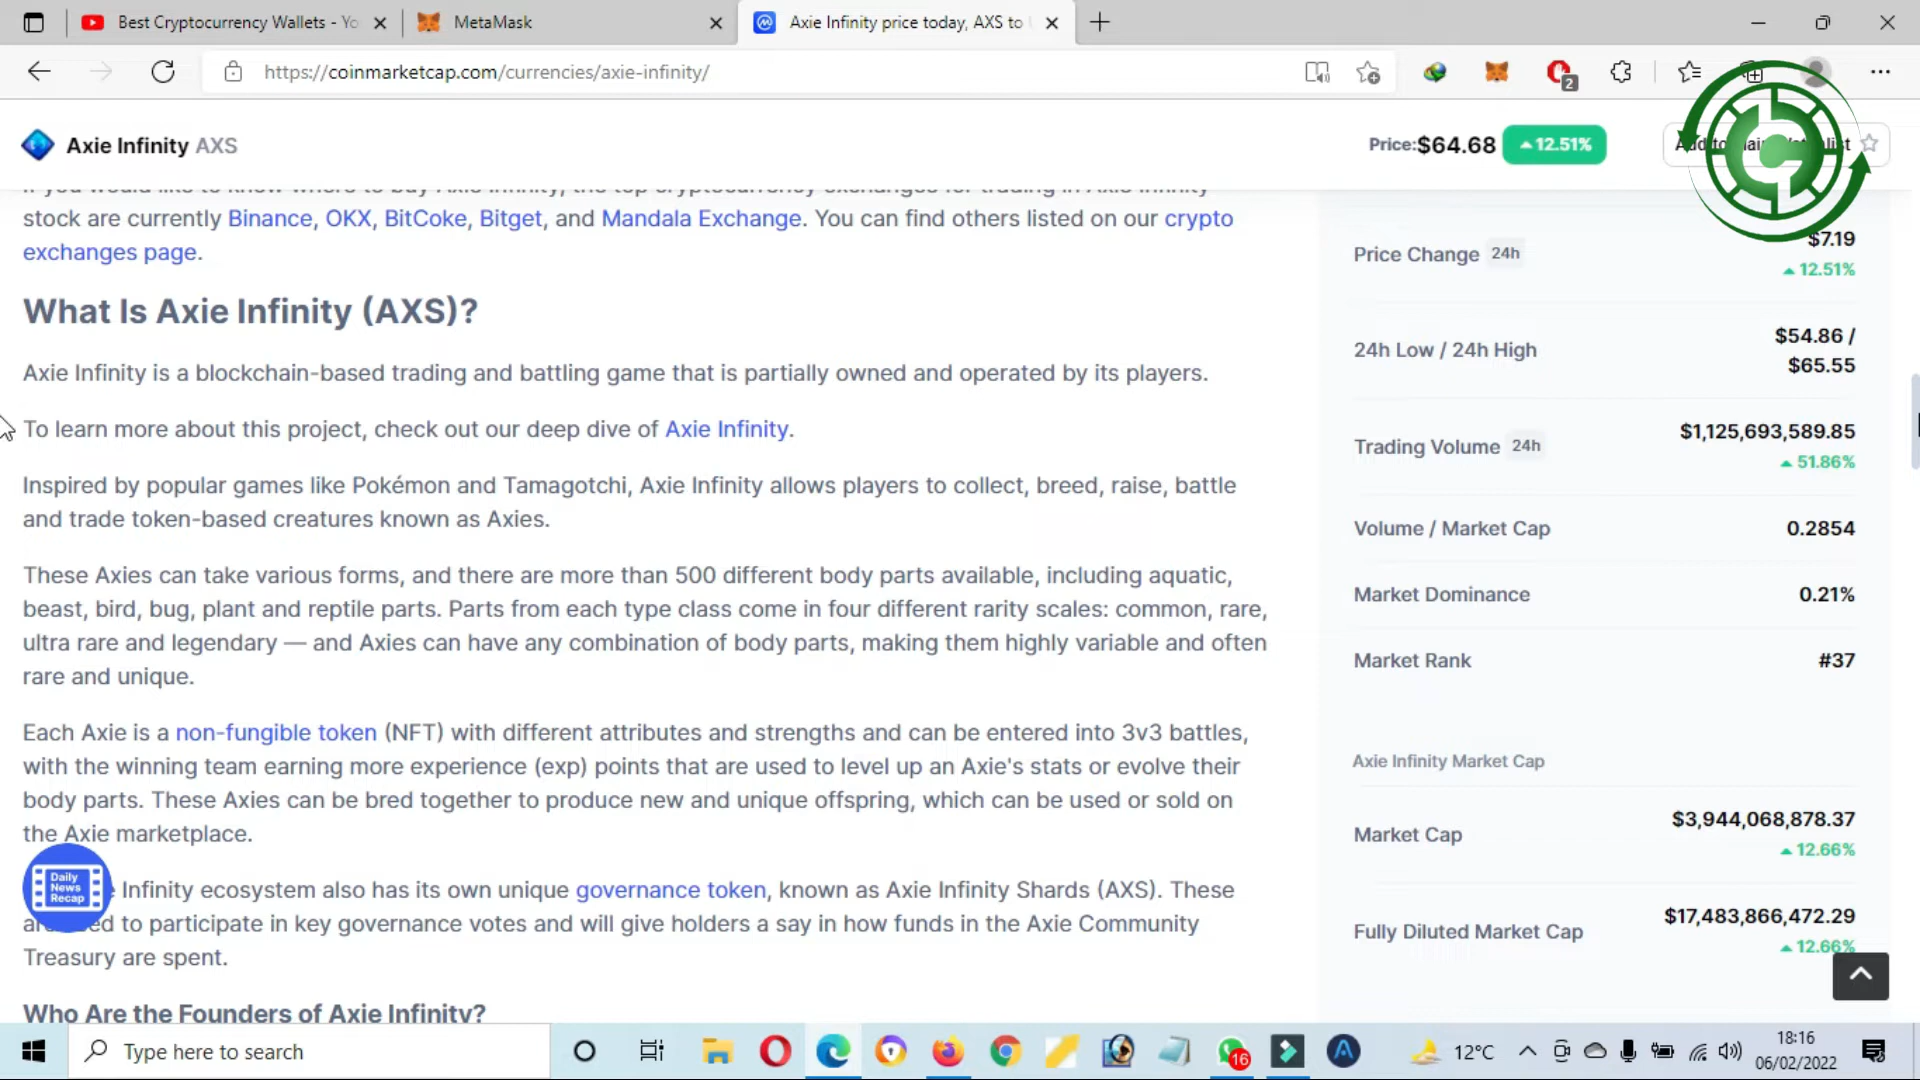 Best Cryptocurrency Wallets - Yo
MetaMask
Axie Infinity price today, AXS to
https://coinmarketcap.com/currencies/axie-infinity/
2
Axie Infinity AXS
Price:$64.68
12.51%
stock are currently Binance, OKX, BitCoke, Bitget, and Mandala Exchange. You can find others listed on our crypto
exchanges page.
What Is Axie Infinity (AXS)?
Axie Infinity is a blockchain-based trading and battling game that is partially owned and operated by its players.
To learn more about this project, check out our deep dive of Axie Infinity.
Inspired by popular games like Pokémon and Tamagotchi, Axie Infinity allows players to collect, breed, raise, battle
and trade token-based creatures known as Axies.
These Axies can take various forms, and there are more than 500 different body parts available, including aquatic,
beast, bird, bug, plant and reptile parts. Parts from each type class come in four different rarity scales: common, rare,
ultra rare and legendary — and Axies can have any combination of body parts, making them highly variable and often
rare and unique.
Each Axie is a non-fungible token (NFT) with different attributes and strengths and can be entered into 3v3 battles,
with the winning team earning more experience (exp) points that are used to level up an Axie's stats or evolve their
body parts. These Axies can be bred together to produce new and unique offspring, which can be used or sold on
the Axie marketplace.
Infinity ecosystem also has its own unique governance token, known as Axie Infinity Shards (AXS). These
to participate in key governance votes and will give holders a say in how funds in the Axie Community
Treasury are spent.
Who Are the Founders of Axie Infinity?
Daily
News
Recap
Price Change 24h
$7.19
12.51%
24h Low / 24h High
$54.86 /
$65.55
Trading Volume 24h
$1,125,693,589.85
51.86%
Volume / Market Cap
0.2854
Market Dominance
0.21%
Market Rank
#37
Axie Infinity Market Cap
Market Cap
$3,944,068,878.37
12.66%
Fully Diluted Market Cap
$17,483,866,472.29
12.66%
Type here to search
16
12°C
18:16
06/02/2022